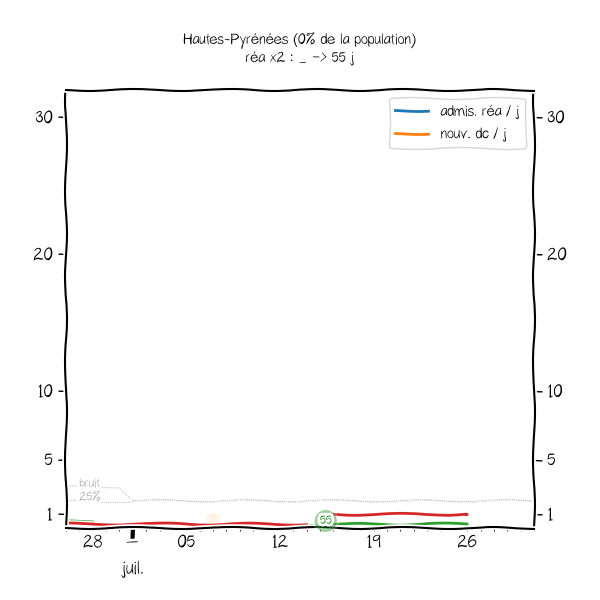 Hautes-Pyrénées (0% de la population)
réa x2 : _ -> 55 j
admis. réa / j
nouv. dc / j
30
30
20
20
10
10
5
5
bruit
25%
1
1
55
28
05
12
19
26
juil.